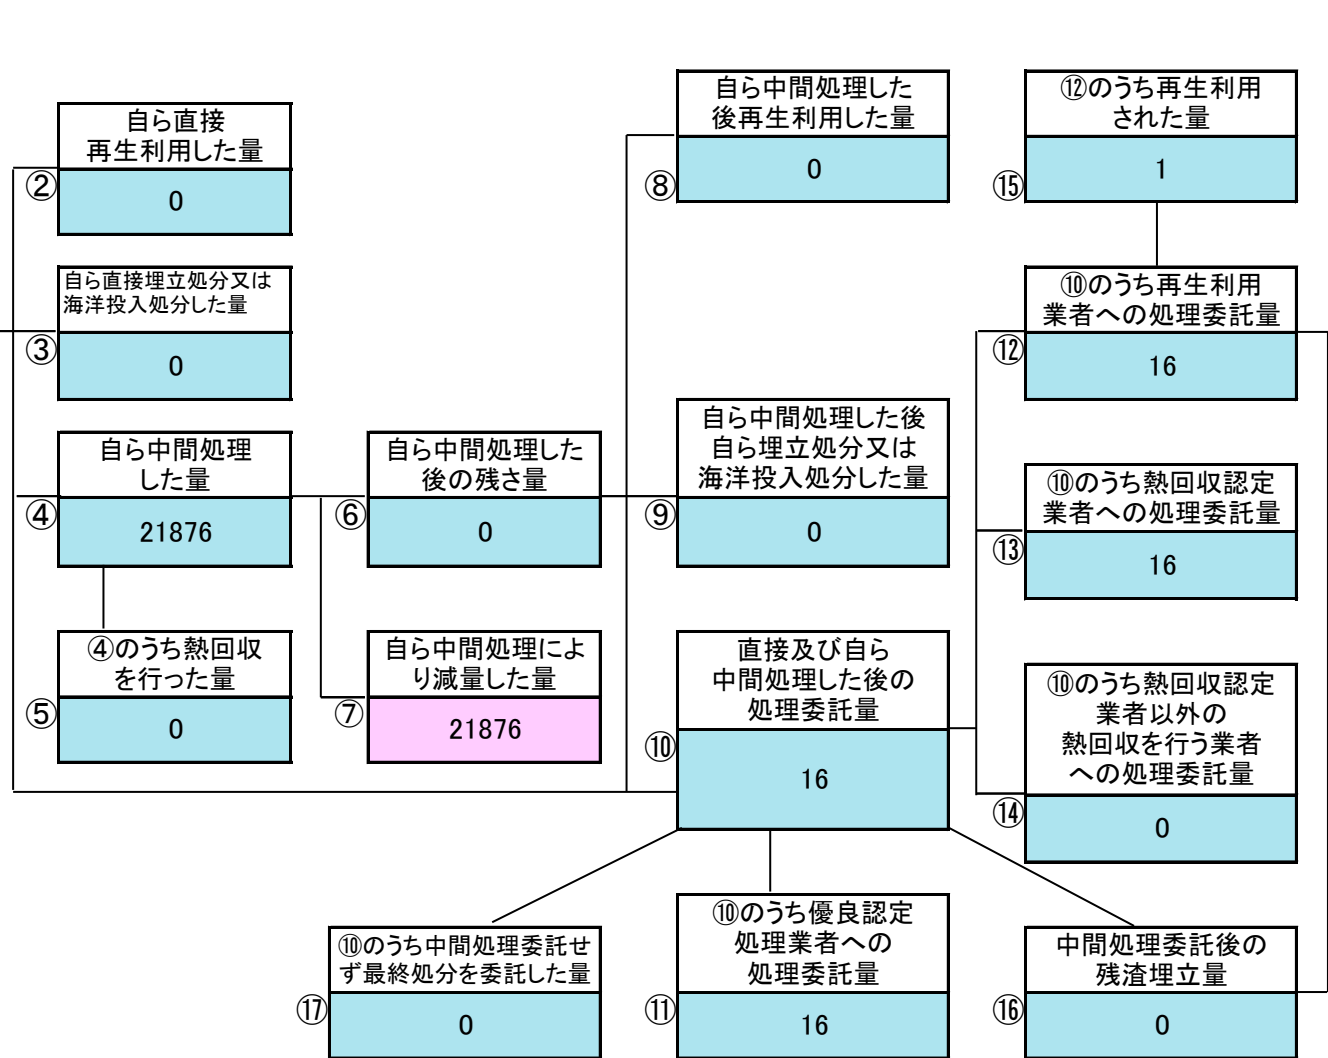 自ら直接
再生利用した量
②
0
自ら直接埋立処分又は
海洋投入処分した量
③
0
自ら中間処理
した量
④
21876
④のうち熱回収
を行った量
⑤
0
自ら中間処理した
後の残さ量
⑥
0
自ら中間処理によ
り減量した量
⑦
21876
自ら中間処理した
後再生利用した量
⑧
0
自ら中間処理した後
自ら埋立処分又は
海洋投入処分した量
⑨
0
直接及び自ら
中間処理した後の
処理委託量
⑩
16
⑫のうち再生利用
された量
⑮
1
⑩のうち再生利用
業者への処理委託量
⑫
16
⑩のうち熱回収認定
業者への処理委託量
⑬
16
⑩のうち熱回収認定
業者以外の
熱回収を行う業者
への処理委託量
⑭
0
⑩のうち中間処理委託せ
ず最終処分を委託した量
⑰
0
⑩のうち優良認定
処理業者への
処理委託量
⑪
16
中間処理委託後の
残渣埋立量
⑯
0